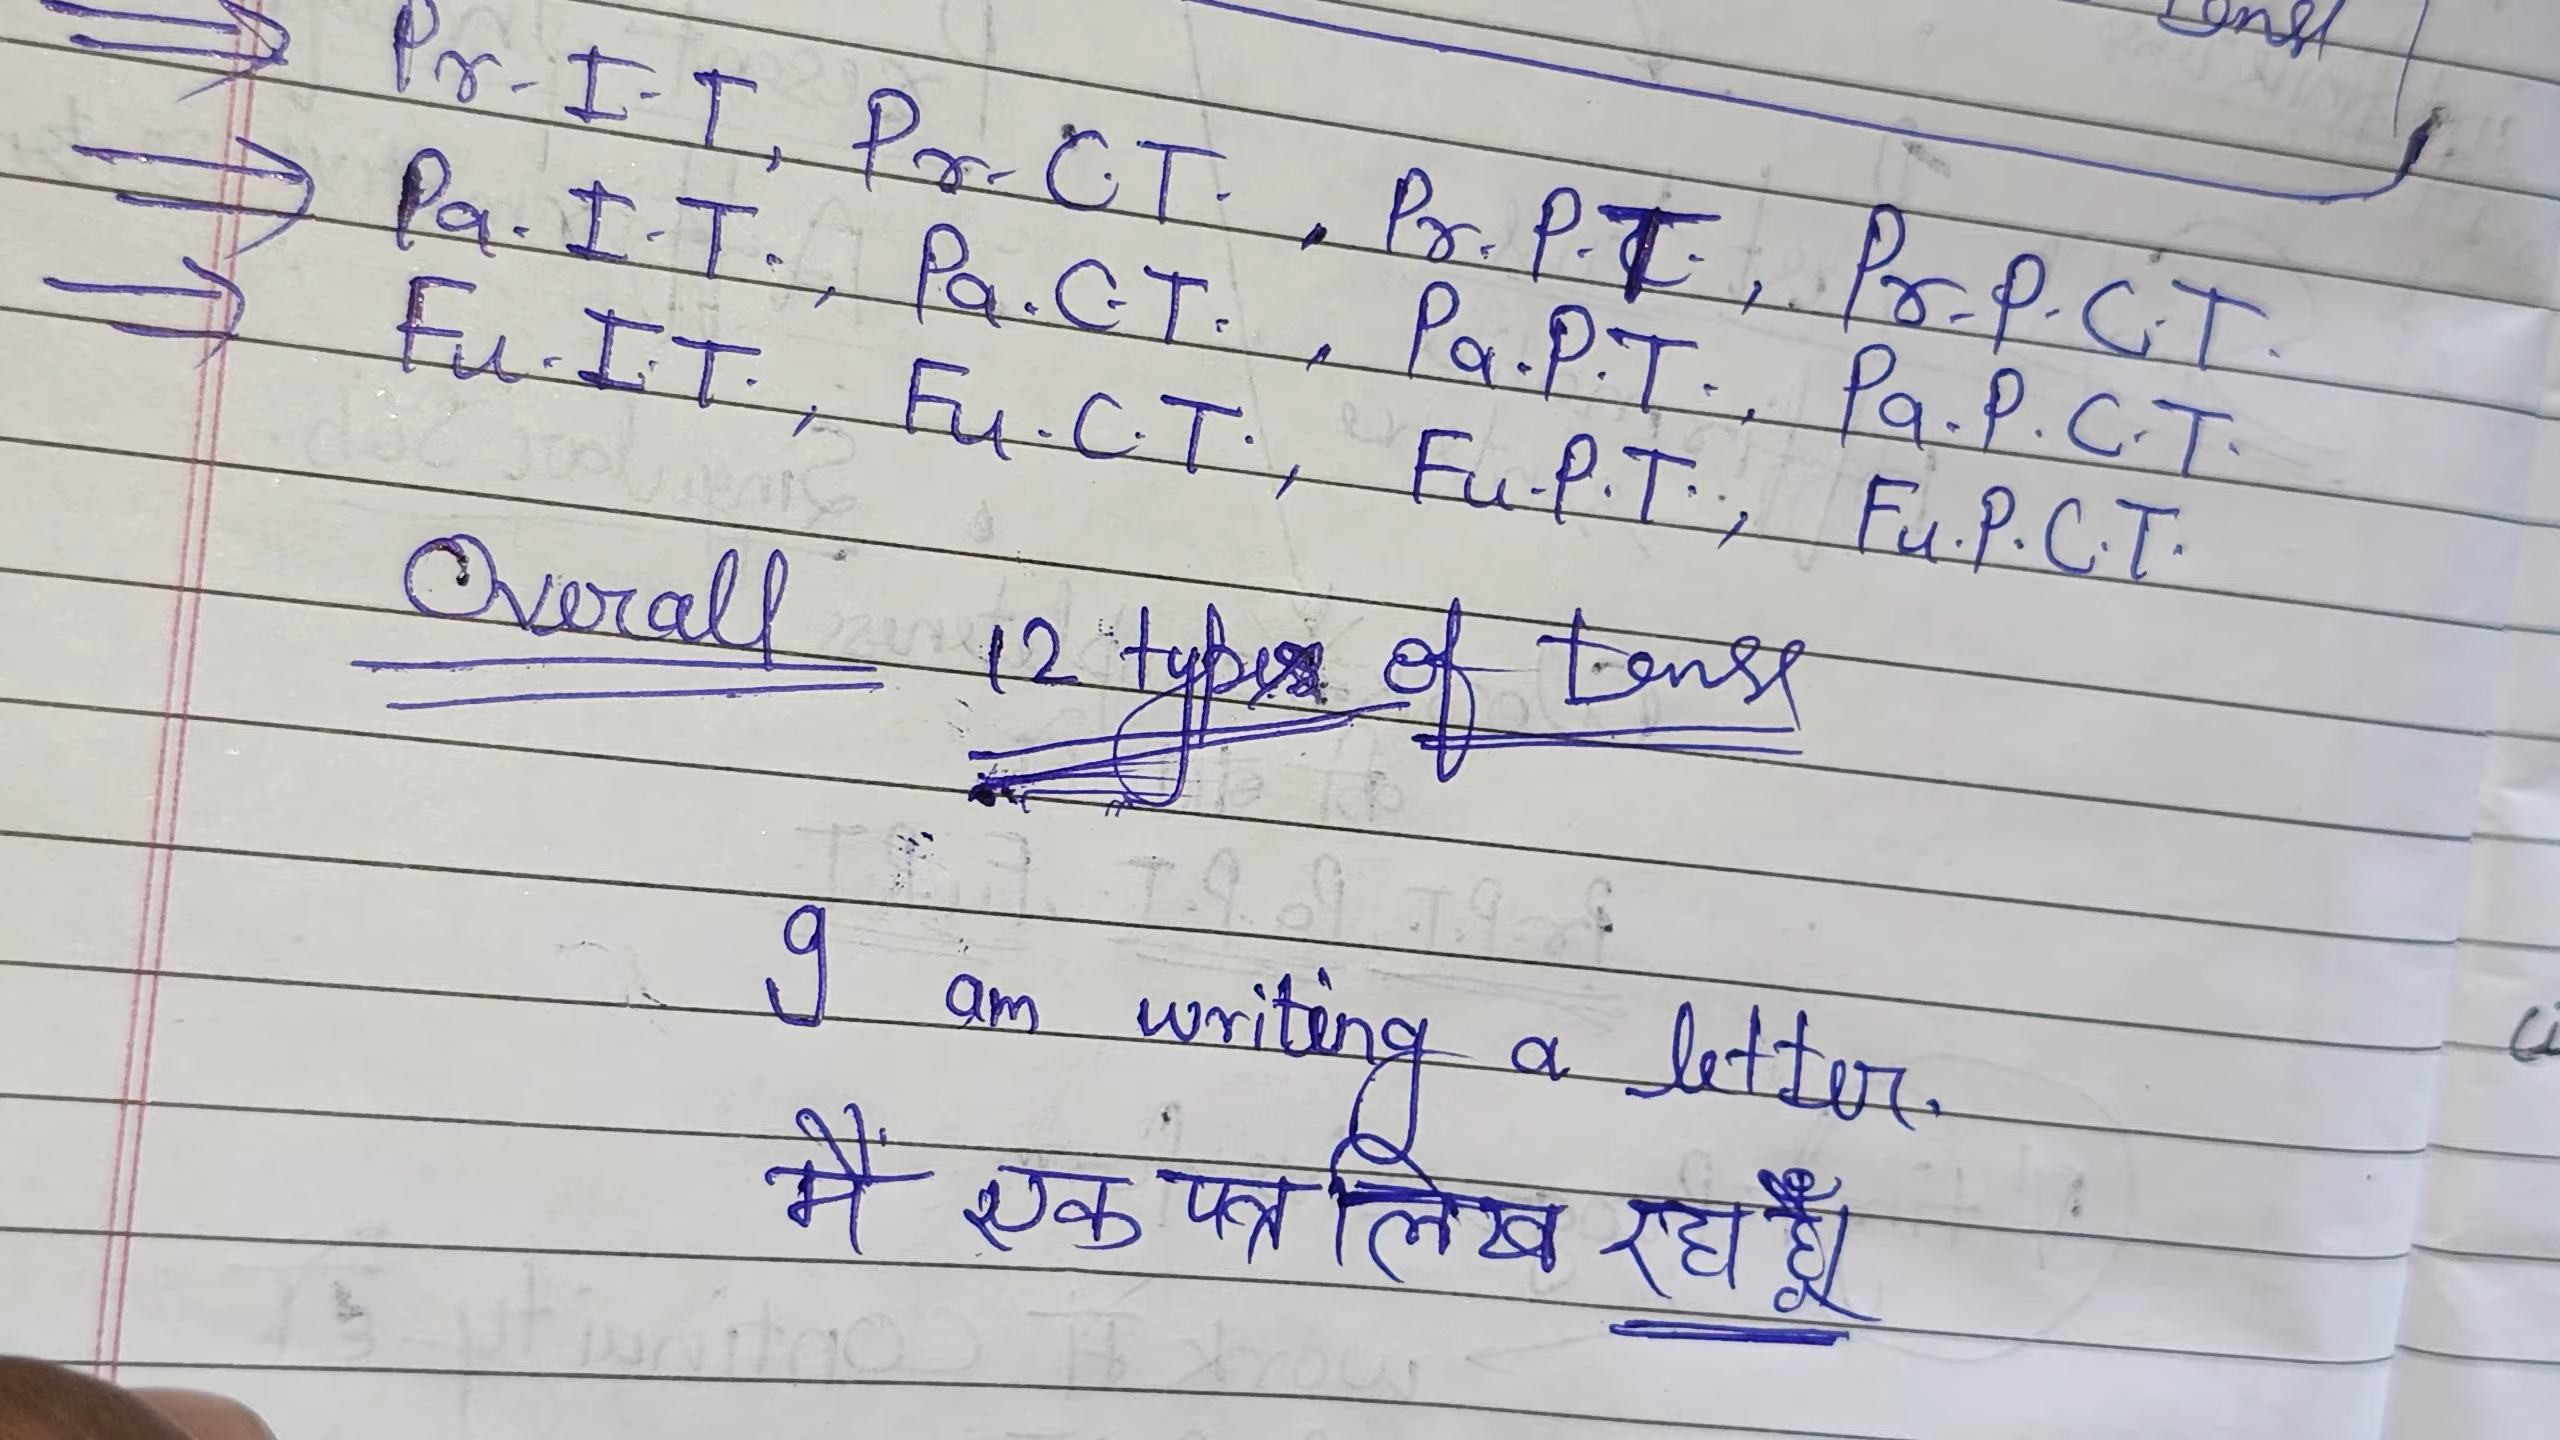 Tense
⇒ Pr-I-T, Pr-C.T., Pr.P.T., Pr.P.C.T.
⇒ Pa.I.T., Pa.C.T., Pa.P.T., Pa.P.C.T.
⇒ Fu.I.T., Fu.C.T., Fu.P.T., Fu.P.C.T.
Overall 12 types of tense
I am writing a letter.
मैं एक पत्र लिख रहा हूँ।